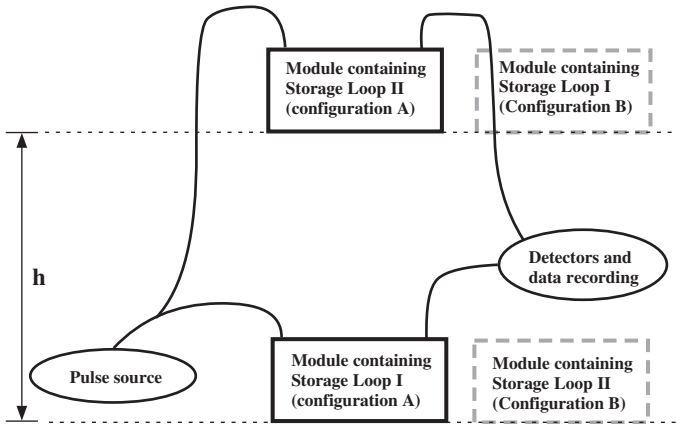 Module containing
Storage Loop II
(configuration A)
Module containing
Storage Loop I
(Configuration B)
h
Detectors and
data recording
Pulse source
Module containing
Storage Loop I
(configuration A)
Module containing
Storage Loop II
(Configuration B)